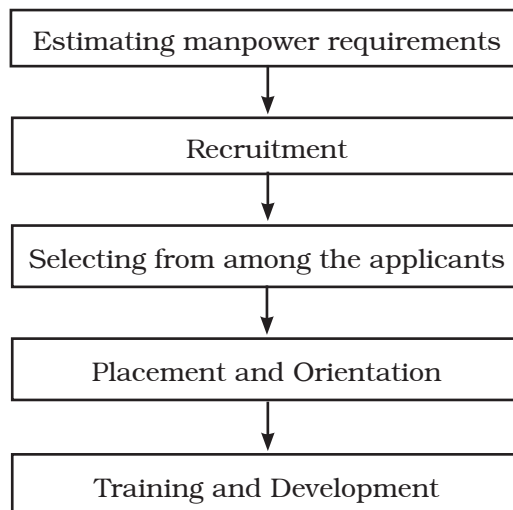 Estimating manpower requirements
Recruitment
Selecting from among the applicants
Placement and Orientation
Training and Development